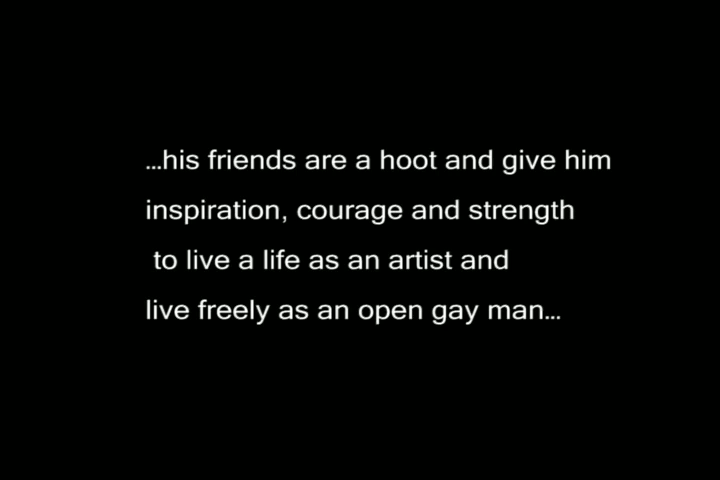 ...his friends are a hoot and give him
inspiration, courage and strength
to live a life as an artist and
live freely as an open gay man...